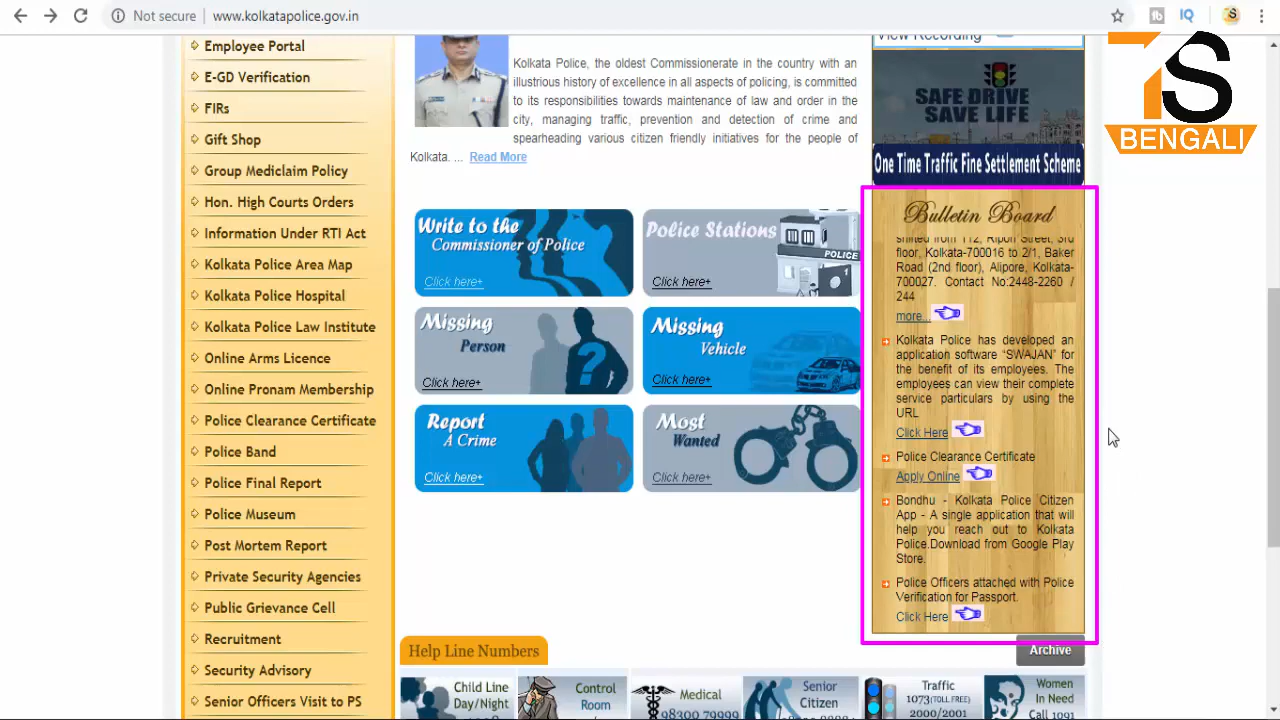 Not secure
www.kolkatapolice.gov.in
IQ
S
7S
BENGALI
Employee Portal
E-GD Verification
FIRs
Gift Shop
Group Mediclaim Policy
Hon. High Courts Orders
Information Under RTI Act
Kolkata Police Area Map
Kolkata Police Hospital
Kolkata Police Law Institute
Online Arms Licence
Online Pronam Membership
Police Clearance Certificate
Police Band
Police Final Report
Police Museum
Post Mortem Report
Private Security Agencies
Public Grievance Cell
Recruitment
Security Advisory
Senior Officers Visit to PS
Kolkata Police, the oldest Commissionerate in the country with an
illustrious history of excellence in all aspects of policing, is committed
to its responsibilities towards maintenance of law and order in the
city, managing traffic, prevention and detection of crime and
spearheading various citizen friendly initiatives for the people of
Kolkata. ... Read More
Write to the
Commissioner of Police
Click here+
Police Stations
POLICE
Click here+
Missing
Person
Click here+
Missing
Vehicle
Click here+
Report
A Crime
Click here+
Most
Wanted
Click here+
View Recording
SAFE DRIVE
SAVE LIFE
One Time Traffic Fine Settlement Scheme
Bulletin Board
shifted from 112, Ripon Street, 3rd
floor, Kolkata-700016 to 2/1, Baker
Road (2nd floor), Alipore, Kolkata-
700027. Contact No:2448-2260 /
244
more...
Kolkata Police has developed an
application software “SWAJAN” for
the benefit of its employees. The
employees can view their complete
service particulars by using the
URL
Click Here
Police Clearance Certificate
Apply Online
Bondhu - Kolkata Police Citizen
App - A single application that will
help you reach out to Kolkata
Police.Download from Google Play
Store.
Police Officers attached with Police
Verification for Passport.
Click Here
Archive
Help Line Numbers
Child Line
Day/Night
Control
Room
Medical
98300 79999
Senior
Citizen
Traffic
1073(TOLL FREE)
2000/2001
Women
In Need
Call 1091